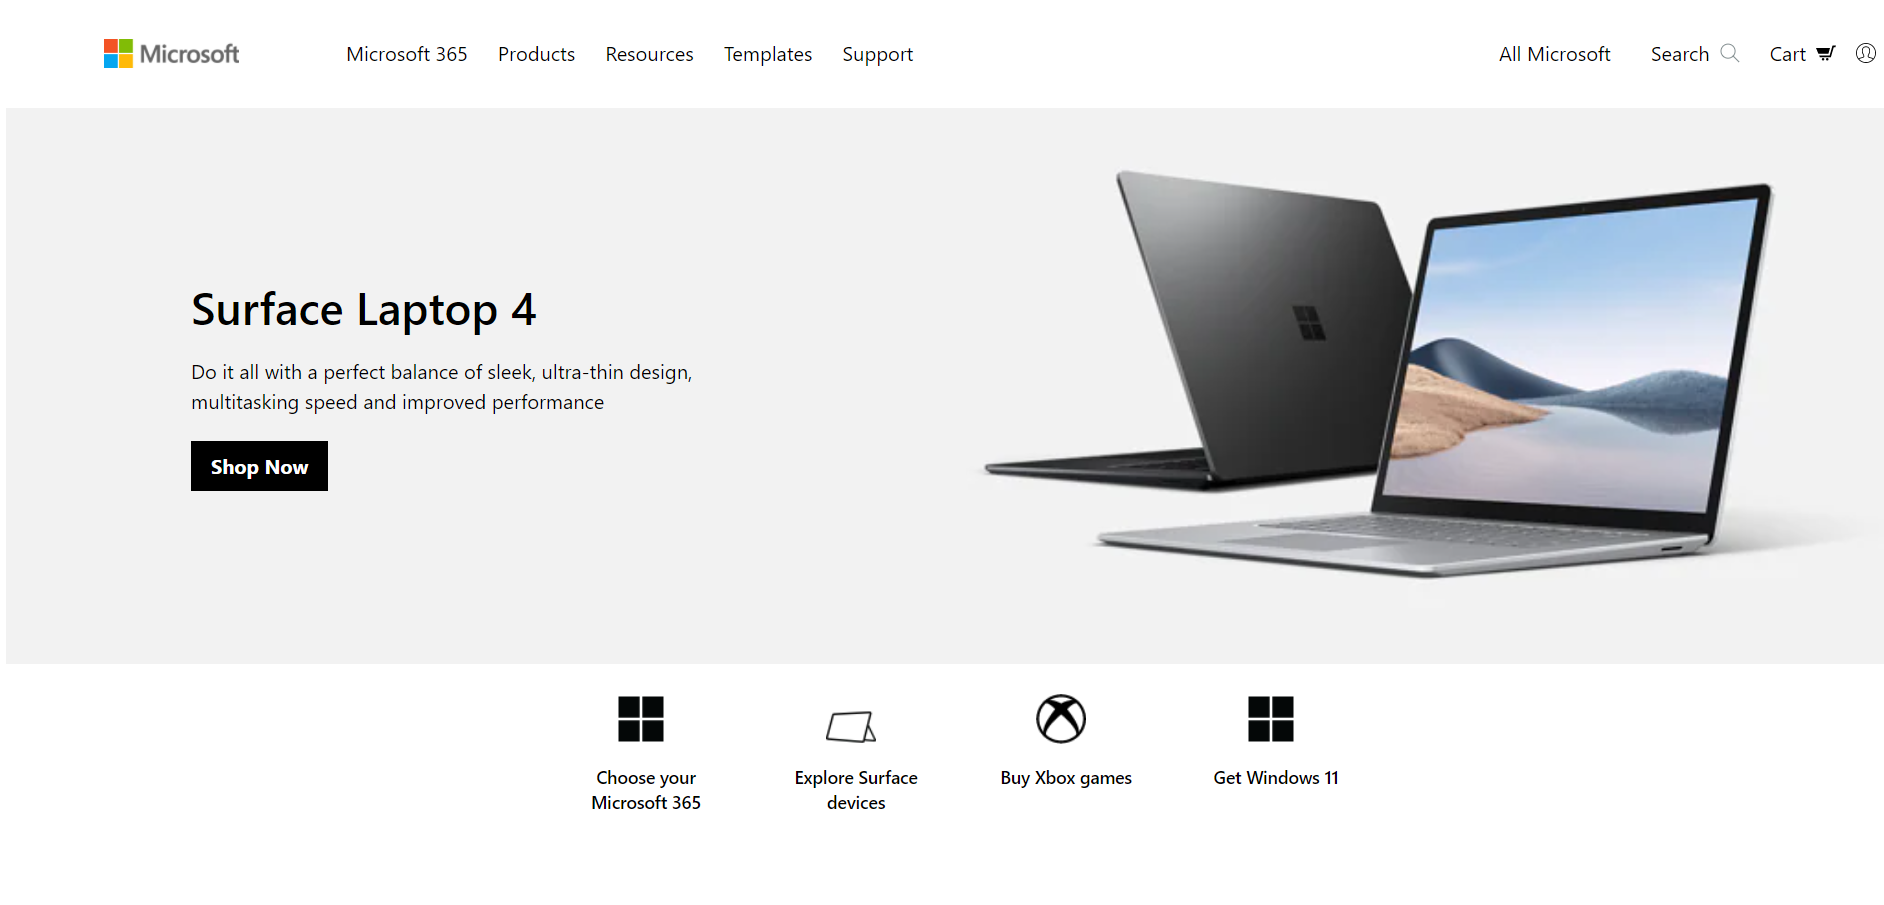 Microsoft
Microsoft 365 Products Resources Templates Support
All Microsoft Search Cart
Surface Laptop 4
Do it all with a perfect balance of sleek, ultra-thin design,
multitasking speed and improved performance
Shop Now
Choose your
Microsoft 365
Explore Surface
devices
Buy Xbox games
Get Windows 11